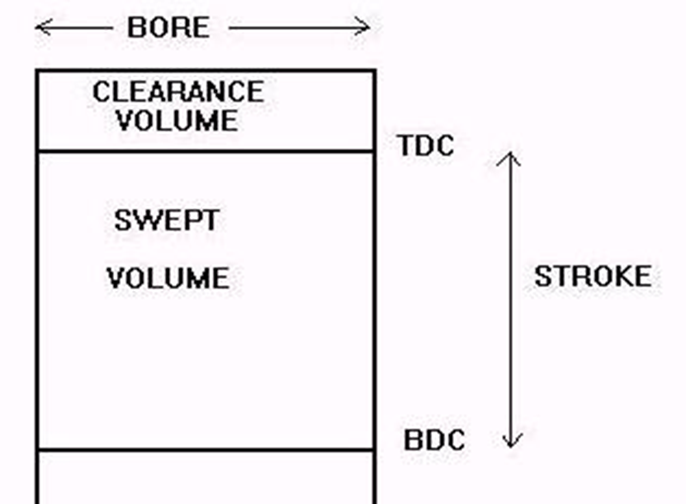 BORE
CLEARANCE
VOLUME
TDC
SWEPT
VOLUME
STROKE
BDC